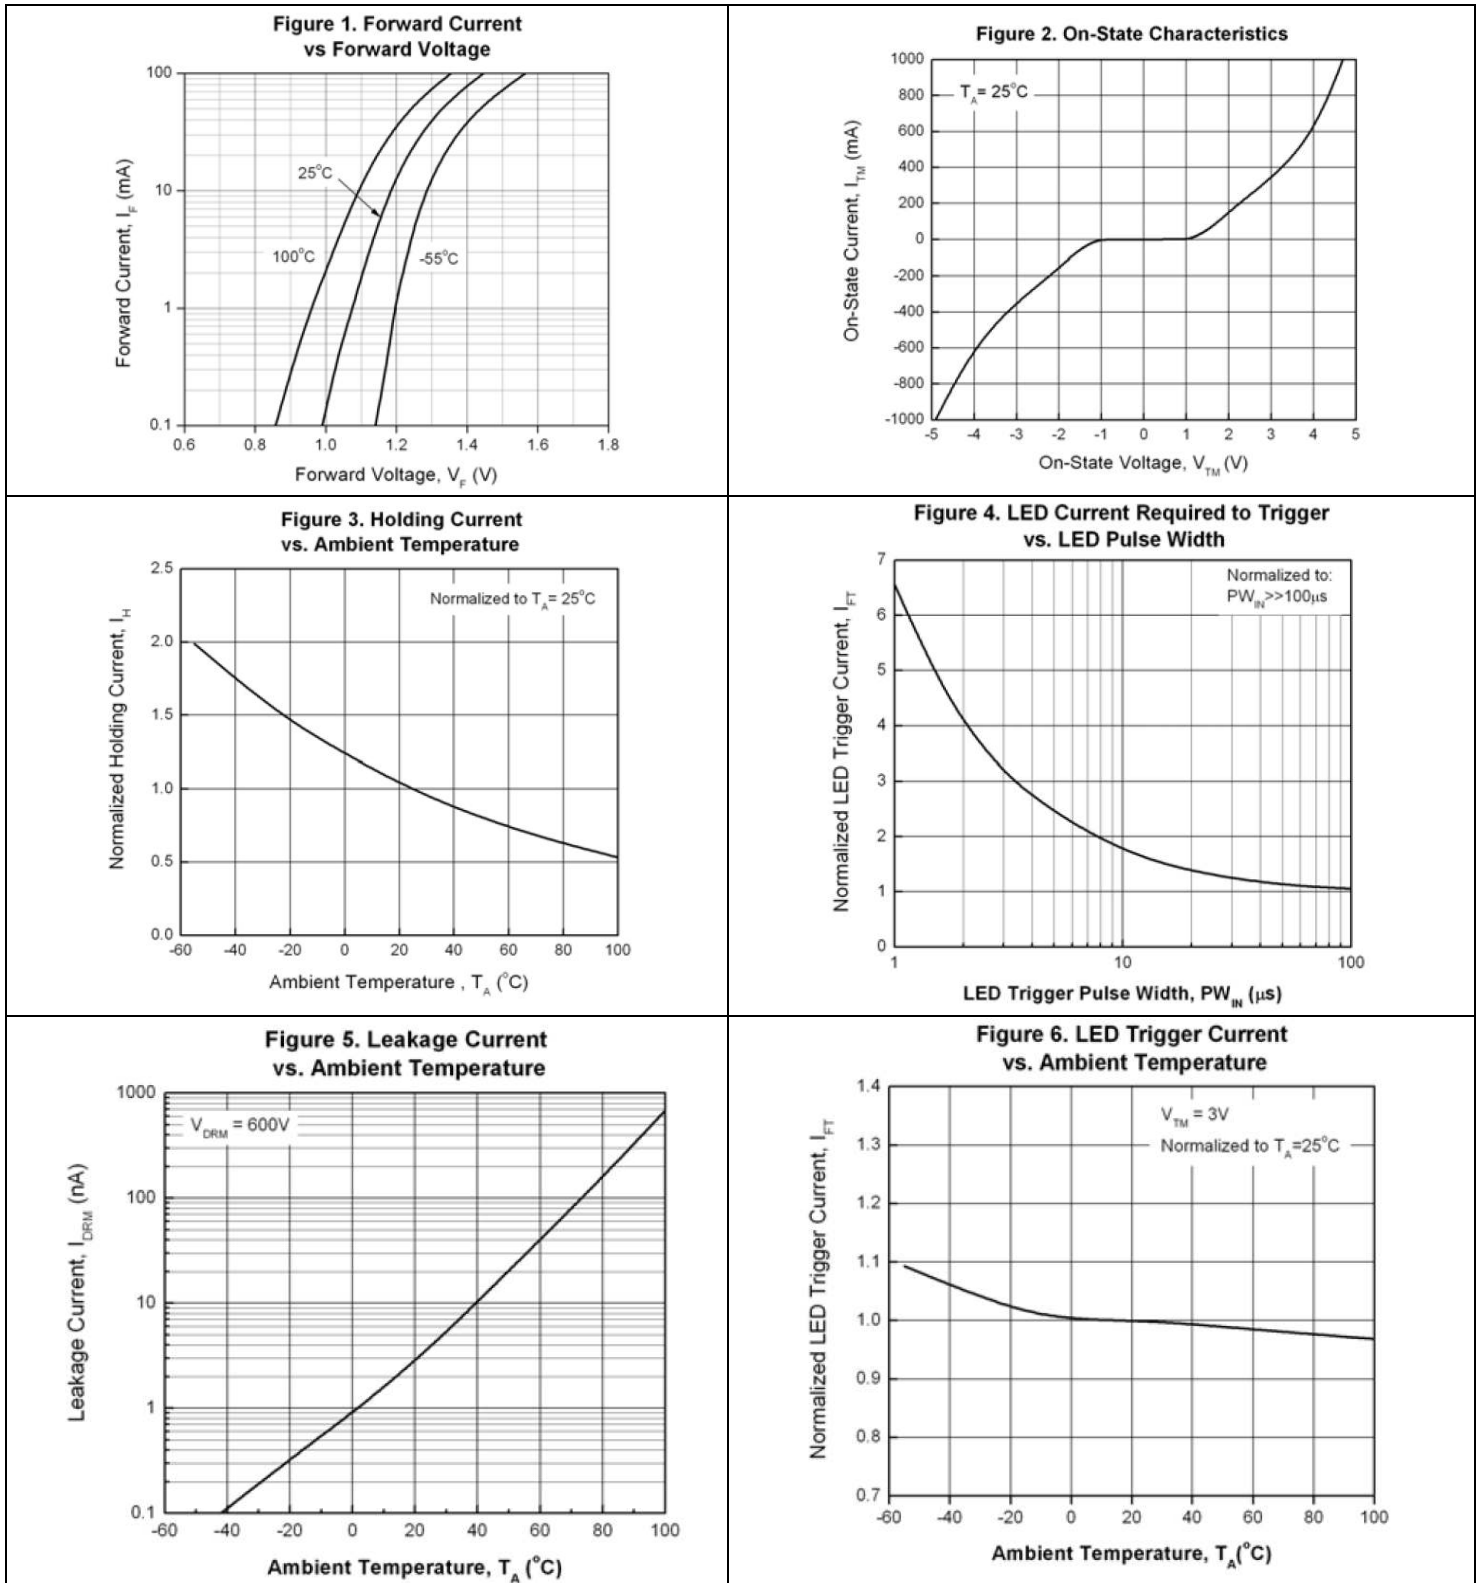 Figure 1. Forward Current
vs Forward Voltage
100
10
1
0.1
0.6 0.8 1.0 1.2 1.4 1.6 1.8
Forward Current, I_F (mA)
25°C
100°C
-55°C
Forward Voltage, V_F (V)
Figure 2. On-State Characteristics
1000
800
600
400
200
0
-200
-400
-600
-800
-1000
-5 -4 -3 -2 -1 0 1 2 3 4 5
T_A= 25°C
On-State Current, I_TM (mA)
On-State Voltage, V_TM (V)
Figure 3. Holding Current
vs. Ambient Temperature
2.5
2.0
1.5
1.0
0.5
0.0
-60 -40 -20 0 20 40 60 80 100
Normalized to T_A= 25°C
Normalized Holding Current, I_H
Ambient Temperature , T_A (°C)
Figure 4. LED Current Required to Trigger
vs. LED Pulse Width
7
6
5
4
3
2
1
0
1 10 100
Normalized to:
PW_IN>>100μs
Normalized LED Trigger Current, I_FT
LED Trigger Pulse Width, PW_IN (μs)
Figure 5. Leakage Current
vs. Ambient Temperature
1000
100
10
1
0.1
-60 -40 -20 0 20 40 60 80 100
V_DRM = 600V
Leakage Current, I_DRM (nA)
Ambient Temperature, T_A (°C)
Figure 6. LED Trigger Current
vs. Ambient Temperature
1.4
1.3
1.2
1.1
1.0
0.9
0.8
0.7
-60 -40 -20 0 20 40 60 80 100
V_TM = 3V
Normalized to T_A=25°C
Normalized LED Trigger Current, I_FT
Ambient Temperature, T_A(°C)